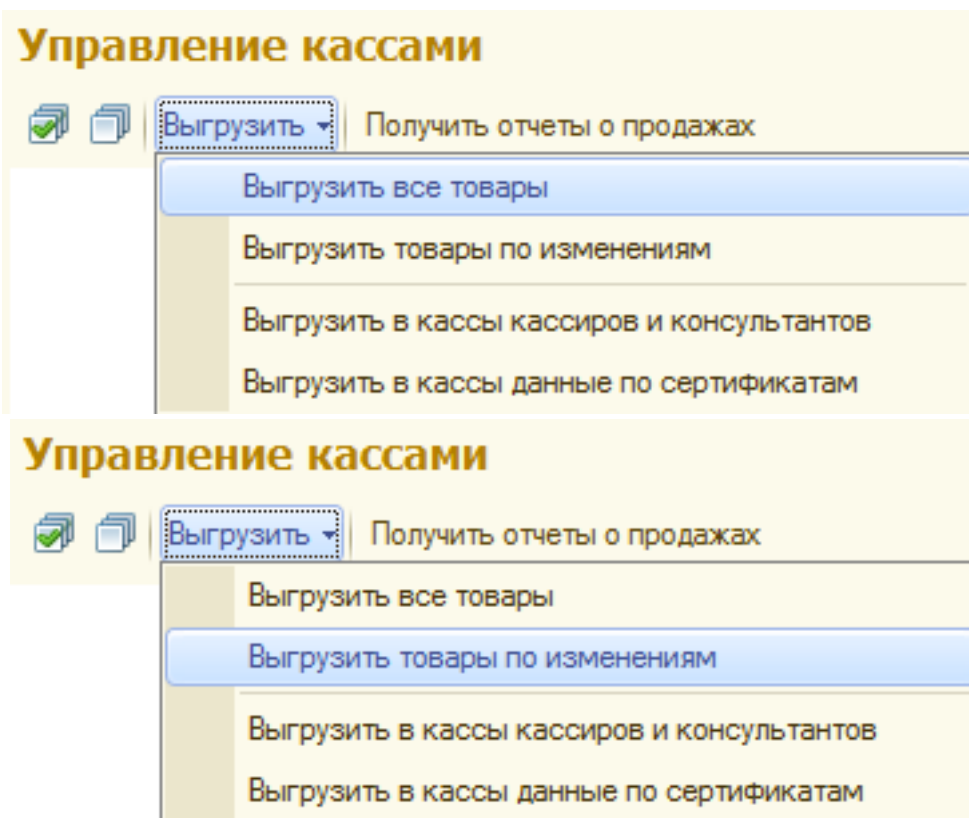 Управление кассами
Выгрузить Получить отчеты о продажах
Выгрузить все товары
Выгрузить товары по изменениям
Выгрузить в кассы кассиров и консультантов
Выгрузить в кассы данные по сертификатам
Управление кассами
Выгрузить Получить отчеты о продажах
Выгрузить все товары
Выгрузить товары по изменениям
Выгрузить в кассы кассиров и консультантов
Выгрузить в кассы данные по сертификатам